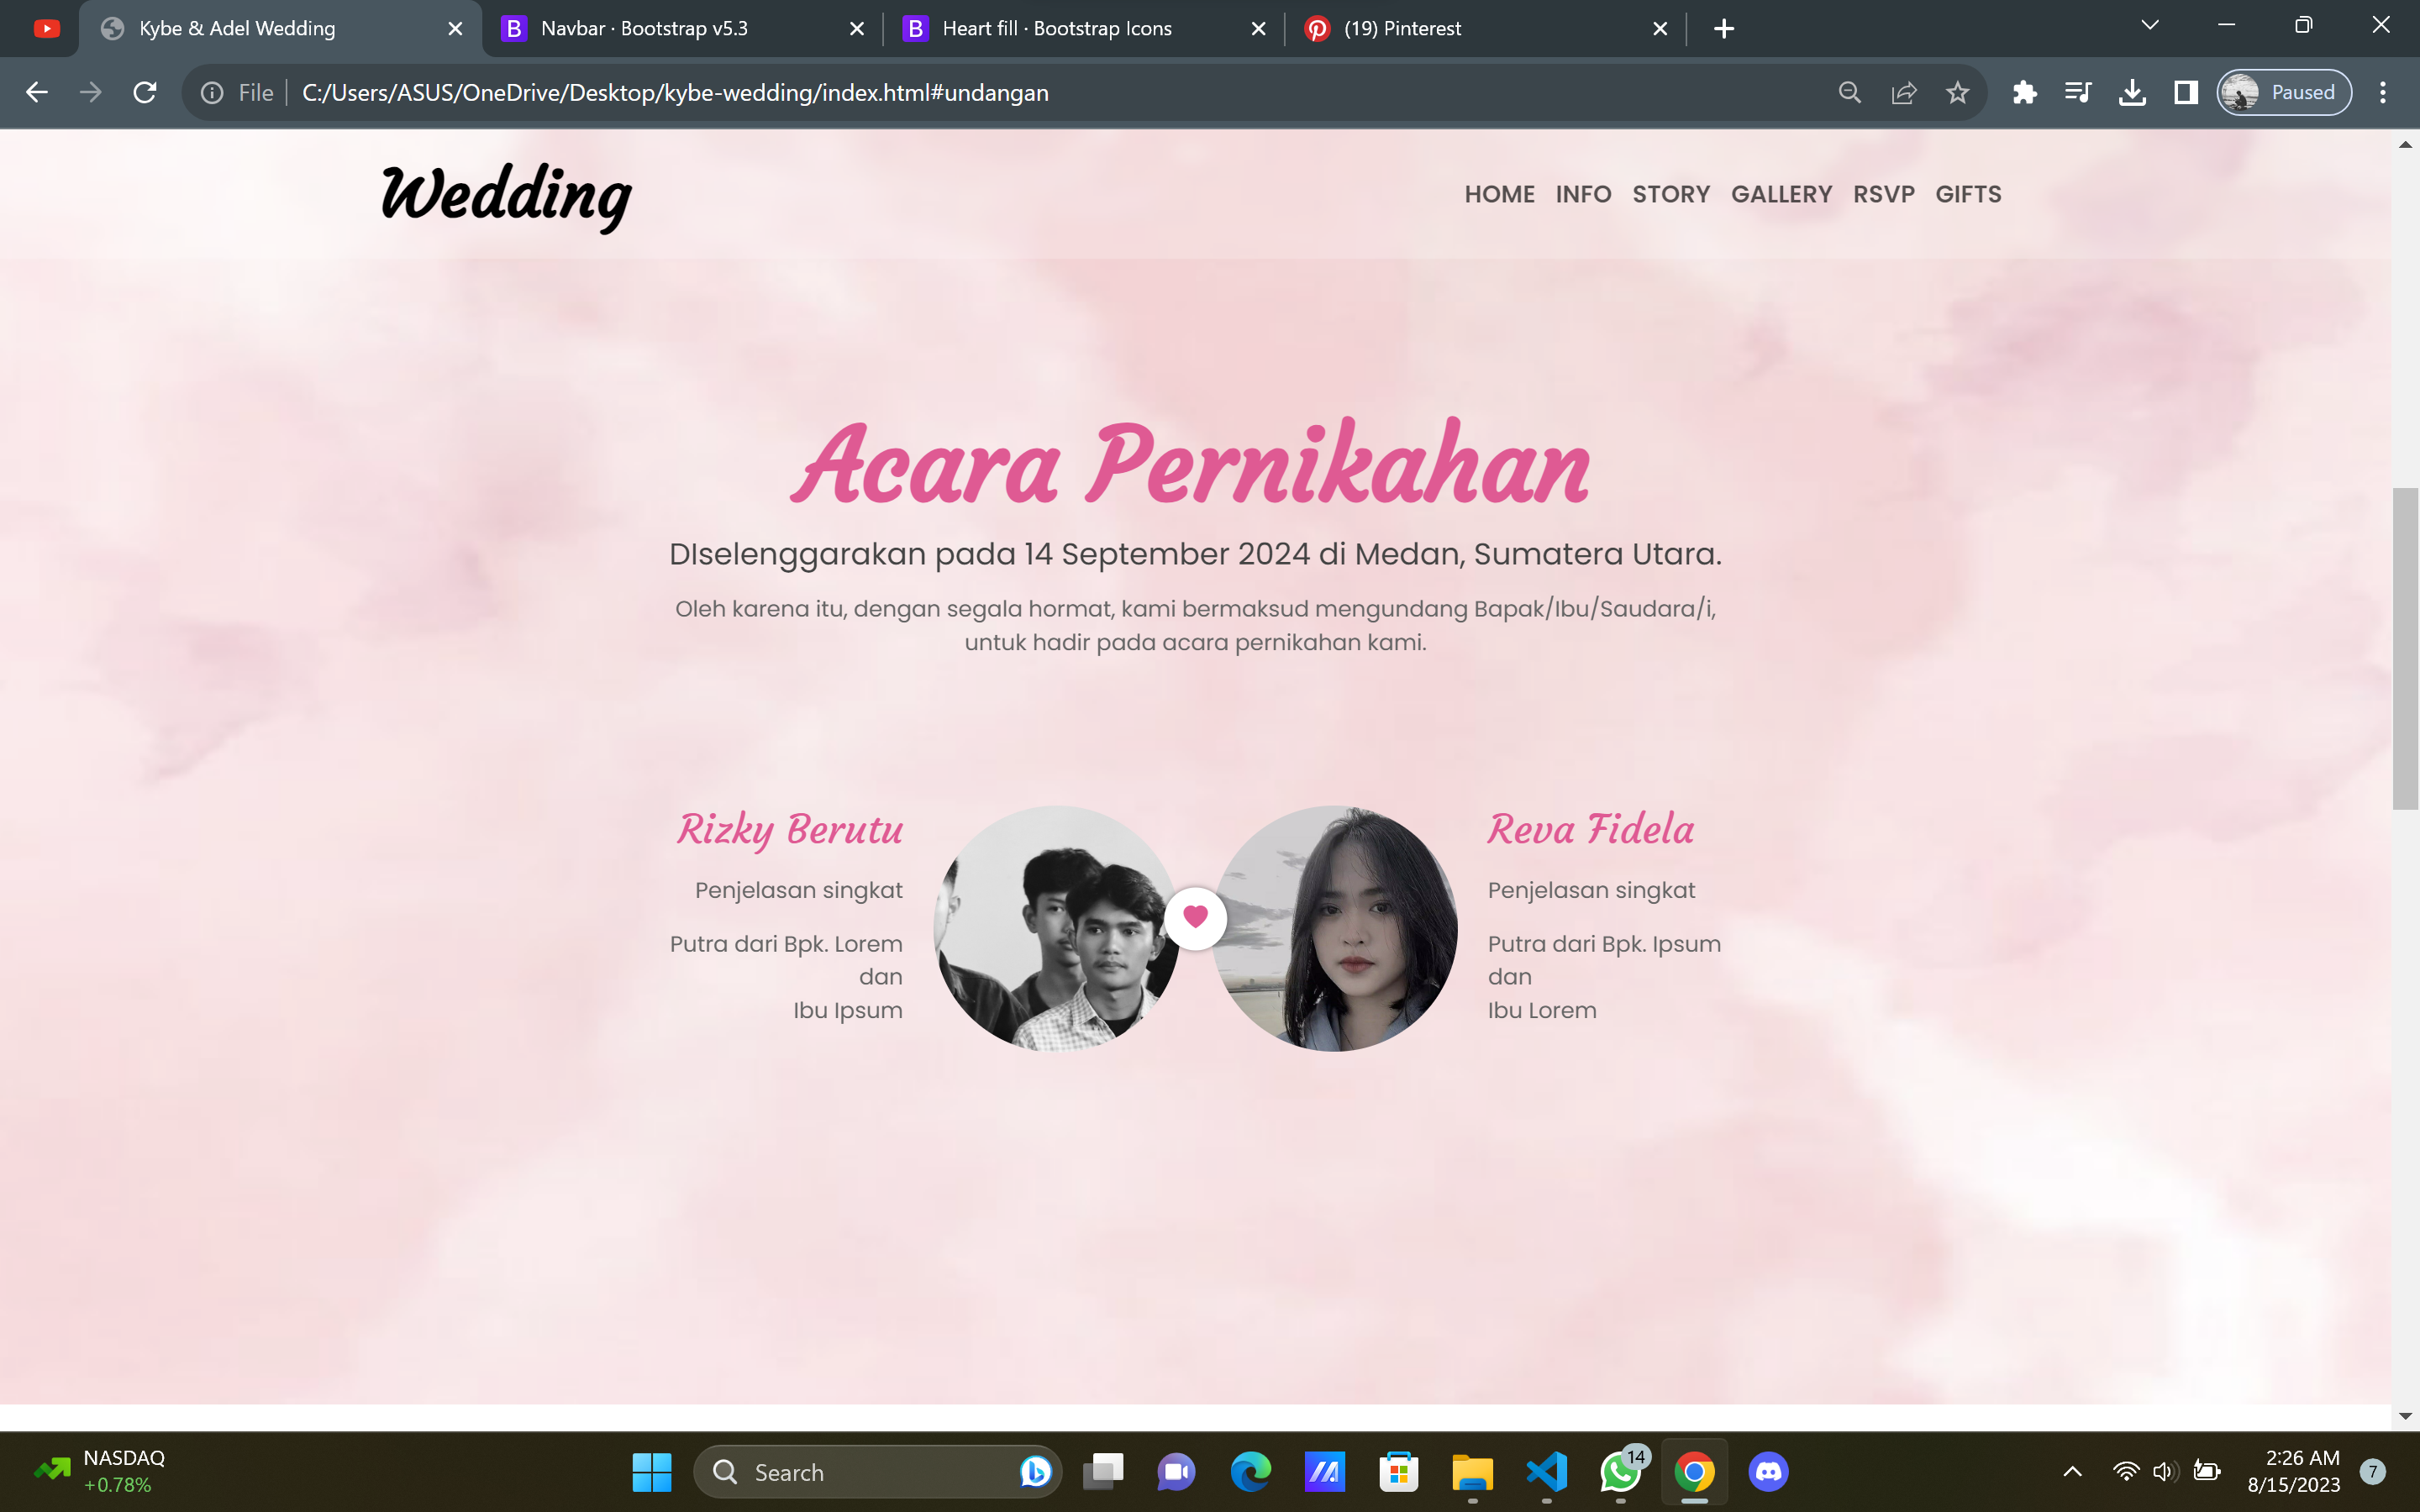 Kybe & Adel Wedding
Navbar · Bootstrap v5.3
Heart fill · Bootstrap Icons
(19) Pinterest
File
C:/Users/ASUS/OneDrive/Desktop/kybe-wedding/index.html#undangan
Paused
Wedding
HOME INFO STORY GALLERY RSVP GIFTS
Acara Pernikahan
DIselenggarakan pada 14 September 2024 di Medan, Sumatera Utara.
Oleh karena itu, dengan segala hormat, kami bermaksud mengundang Bapak/Ibu/Saudara/i,
untuk hadir pada acara pernikahan kami.
Rizky Berutu
Penjelasan singkat
Putra dari Bpk. Lorem
dan
Ibu Ipsum
Reva Fidela
Penjelasan singkat
Putra dari Bpk. Ipsum
dan
Ibu Lorem
NASDAQ
+0.78%
Search
14
2:26 AM
8/15/2023
7